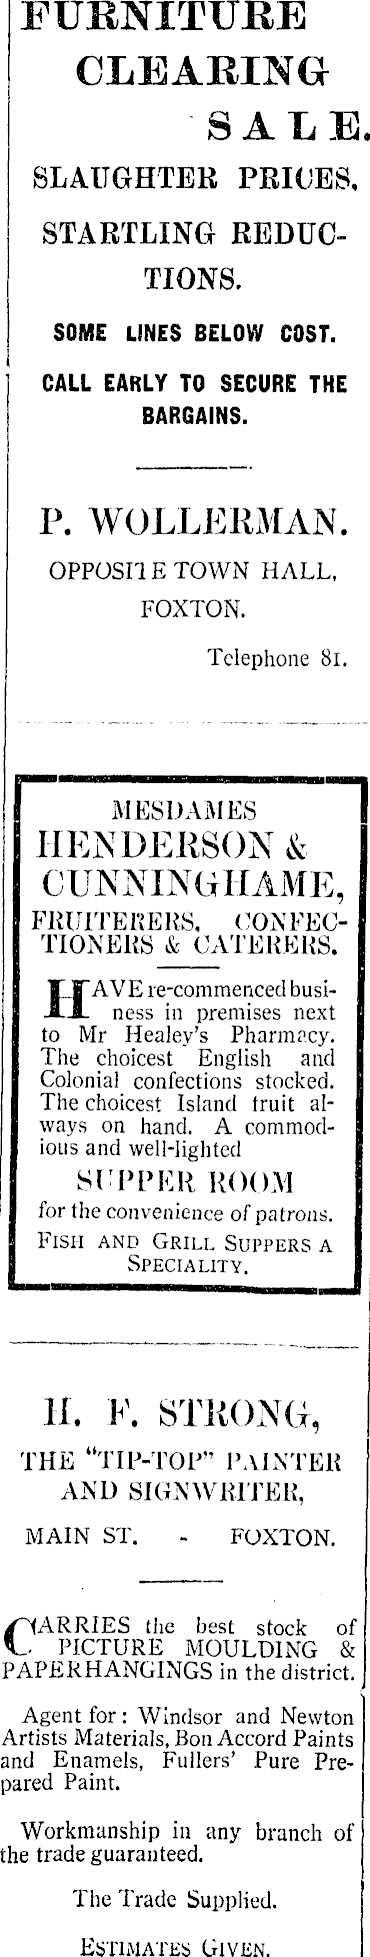 FURNITURE
CLEARING
SALE.
SLAUGHTER PRICES.
STARTLING REDUC-
TIONS.
SOME LINES BELOW COST.
CALL EARLY TO SECURE THE
BARGAINS.
P. WOLLERMAN.
OPPOSITE TOWN HALL,
FOXTON.
Telephone 81.
MESDAMES
HENDERSON &
CUNNINGHAME,
FRUITERERS, CONFEC-
TIONERS & CATERERS.
HAVE re-commenced busi-
ness in premises next
to Mr Healey's Pharmacy.
The choicest English and
Colonial confections stocked.
The choicest Island fruit al-
ways on hand. A commod-
ious and well-lighted
SUPPER ROOM
for the convenience of patrons.
FISH AND GRILL SUPPERS A
SPECIALITY.
H. F. STRONG,
THE "TIP-TOP" PAINTER
AND SIGNWRITER,
MAIN ST. - FOXTON.
CARRIES the best stock of
PICTURE MOULDING &
PAPERHANGINGS in the district.
Agent for: Windsor and Newton
Artists Materials, Bon Accord Paints
and Enamels, Fullers' Pure Pre-
pared Paint.
Workmanship in any branch of
the trade guaranteed.
The Trade Supplied.
ESTIMATES GIVEN.